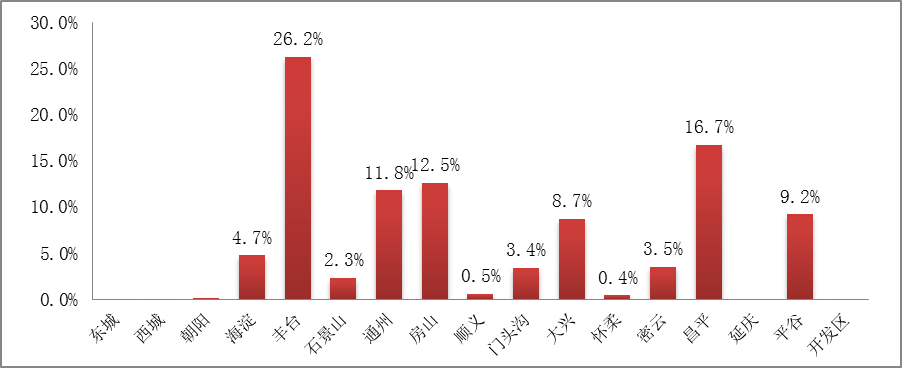 30.0%
25.0%
20.0%
15.0%
10.0%
5.0%
0.0%
4.7%
26.2%
2.3%
11.8%
12.5%
0.5%
3.4%
8.7%
0.4%
3.5%
16.7%
9.2%
东城
西城
朝阳
海淀
丰台
石景山
通州
房山
顺义
门头沟
大兴
怀柔
密云
昌平
延庆
平谷
开发区